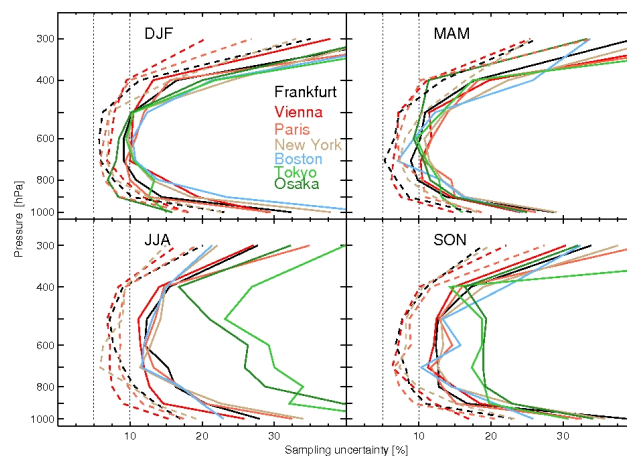 DJF
MAM
300
400
600
800
1000
Frankfurt
Vienna
Paris
New York
Boston
Tokyo
Osaka
Pressure [hPa]
JJA
SON
300
400
600
800
1000
10
20
30
40
10
20
30
Sampling uncertainty [%]